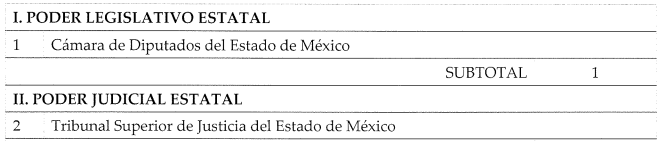 I. PODER LEGISLATIVO ESTATAL
1 Cámara de Diputados del Estado de México
SUBTOTAL 1
II. PODER JUDICIAL ESTATAL
2 Tribunal Superior de Justicia del Estado de México